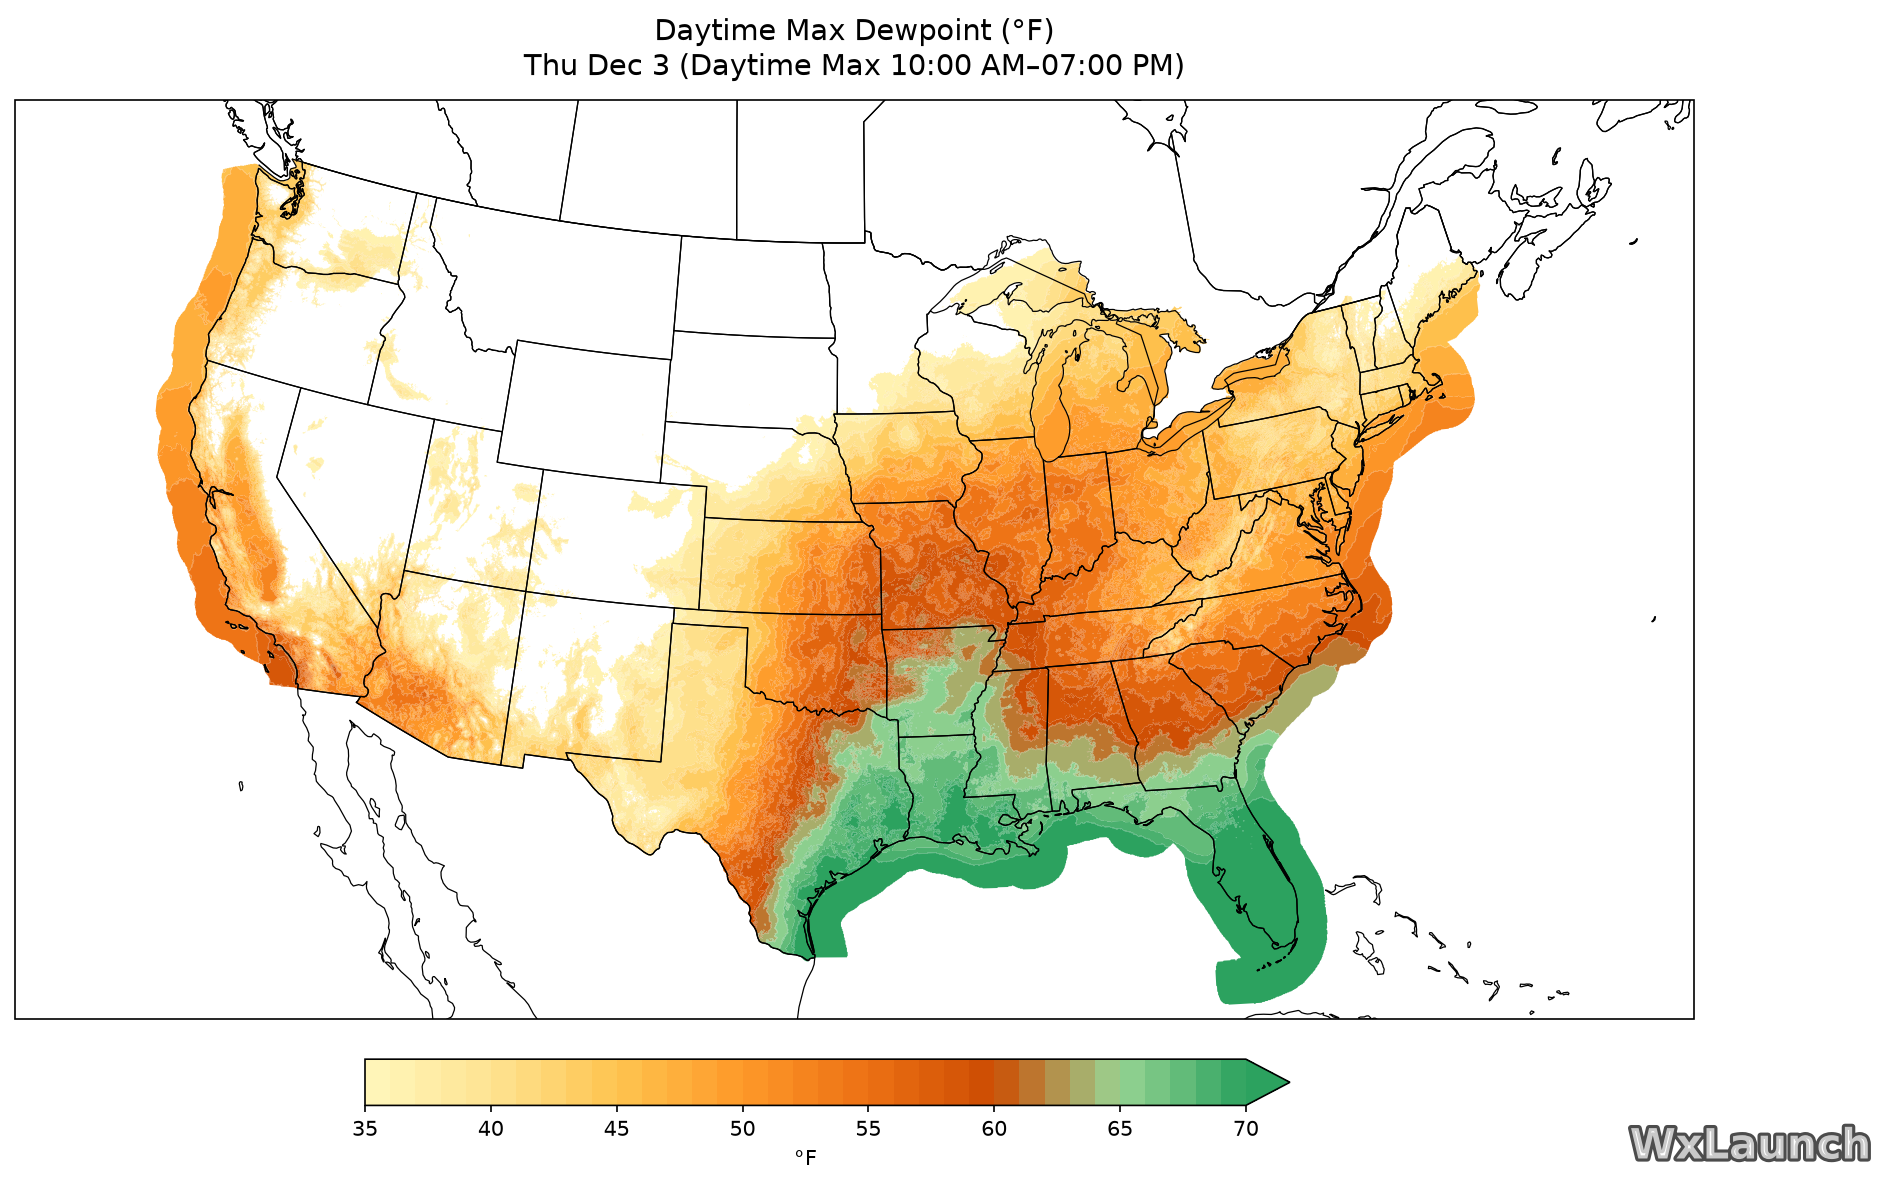 Daytime Max Dewpoint (°F)
Thu Dec 3 (Daytime Max 10:00 AM–07:00 PM)
35 40 45 50 55 60 65 70
°F
WxLaunch